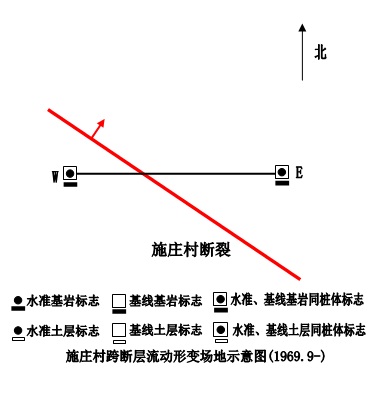 北
W E
施庄村断裂
水准基岩标志 基线基岩标志 水准、基线基岩同桩体标志
水准土层标志 基线土层标志 水准、基线土层同桩体标志
施庄村跨断层流动形变场地示意图(1969.9-)